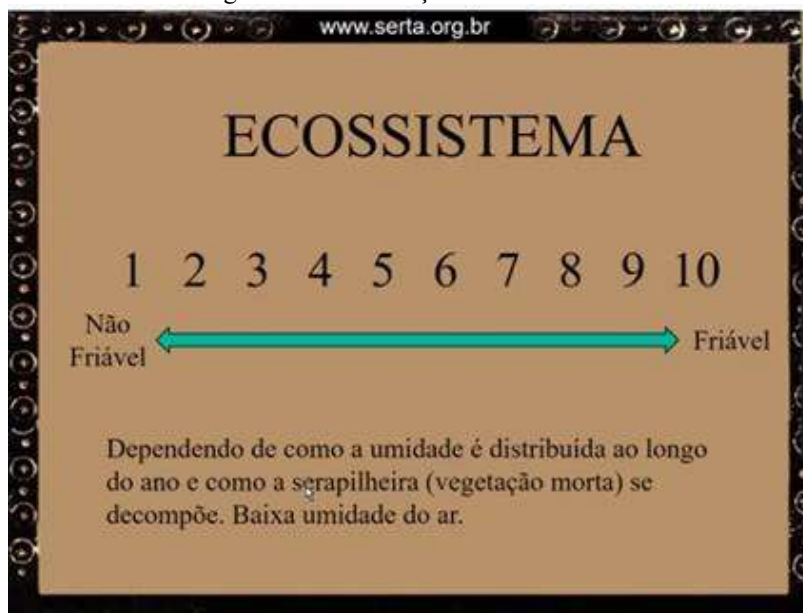 www.serta.org.br
ECOSSISTEMA
1 2 3 4 5 6 7 8 9 10
Não
Friável
Friável
Dependendo de como a umidade é distribuída ao longo
do ano e como a serapilheira (vegetação morta) se
decompõe. Baixa umidade do ar.